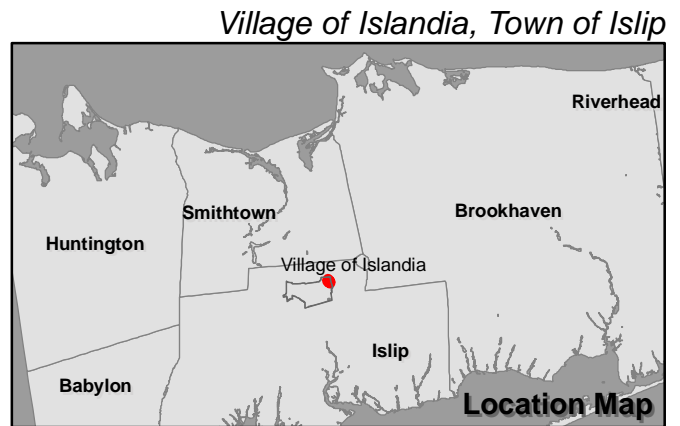 Village of Islandia, Town of Islip
Riverhead
Smithtown
Brookhaven
Huntington
Village of Islandia
Islip
Babylon
Location Map